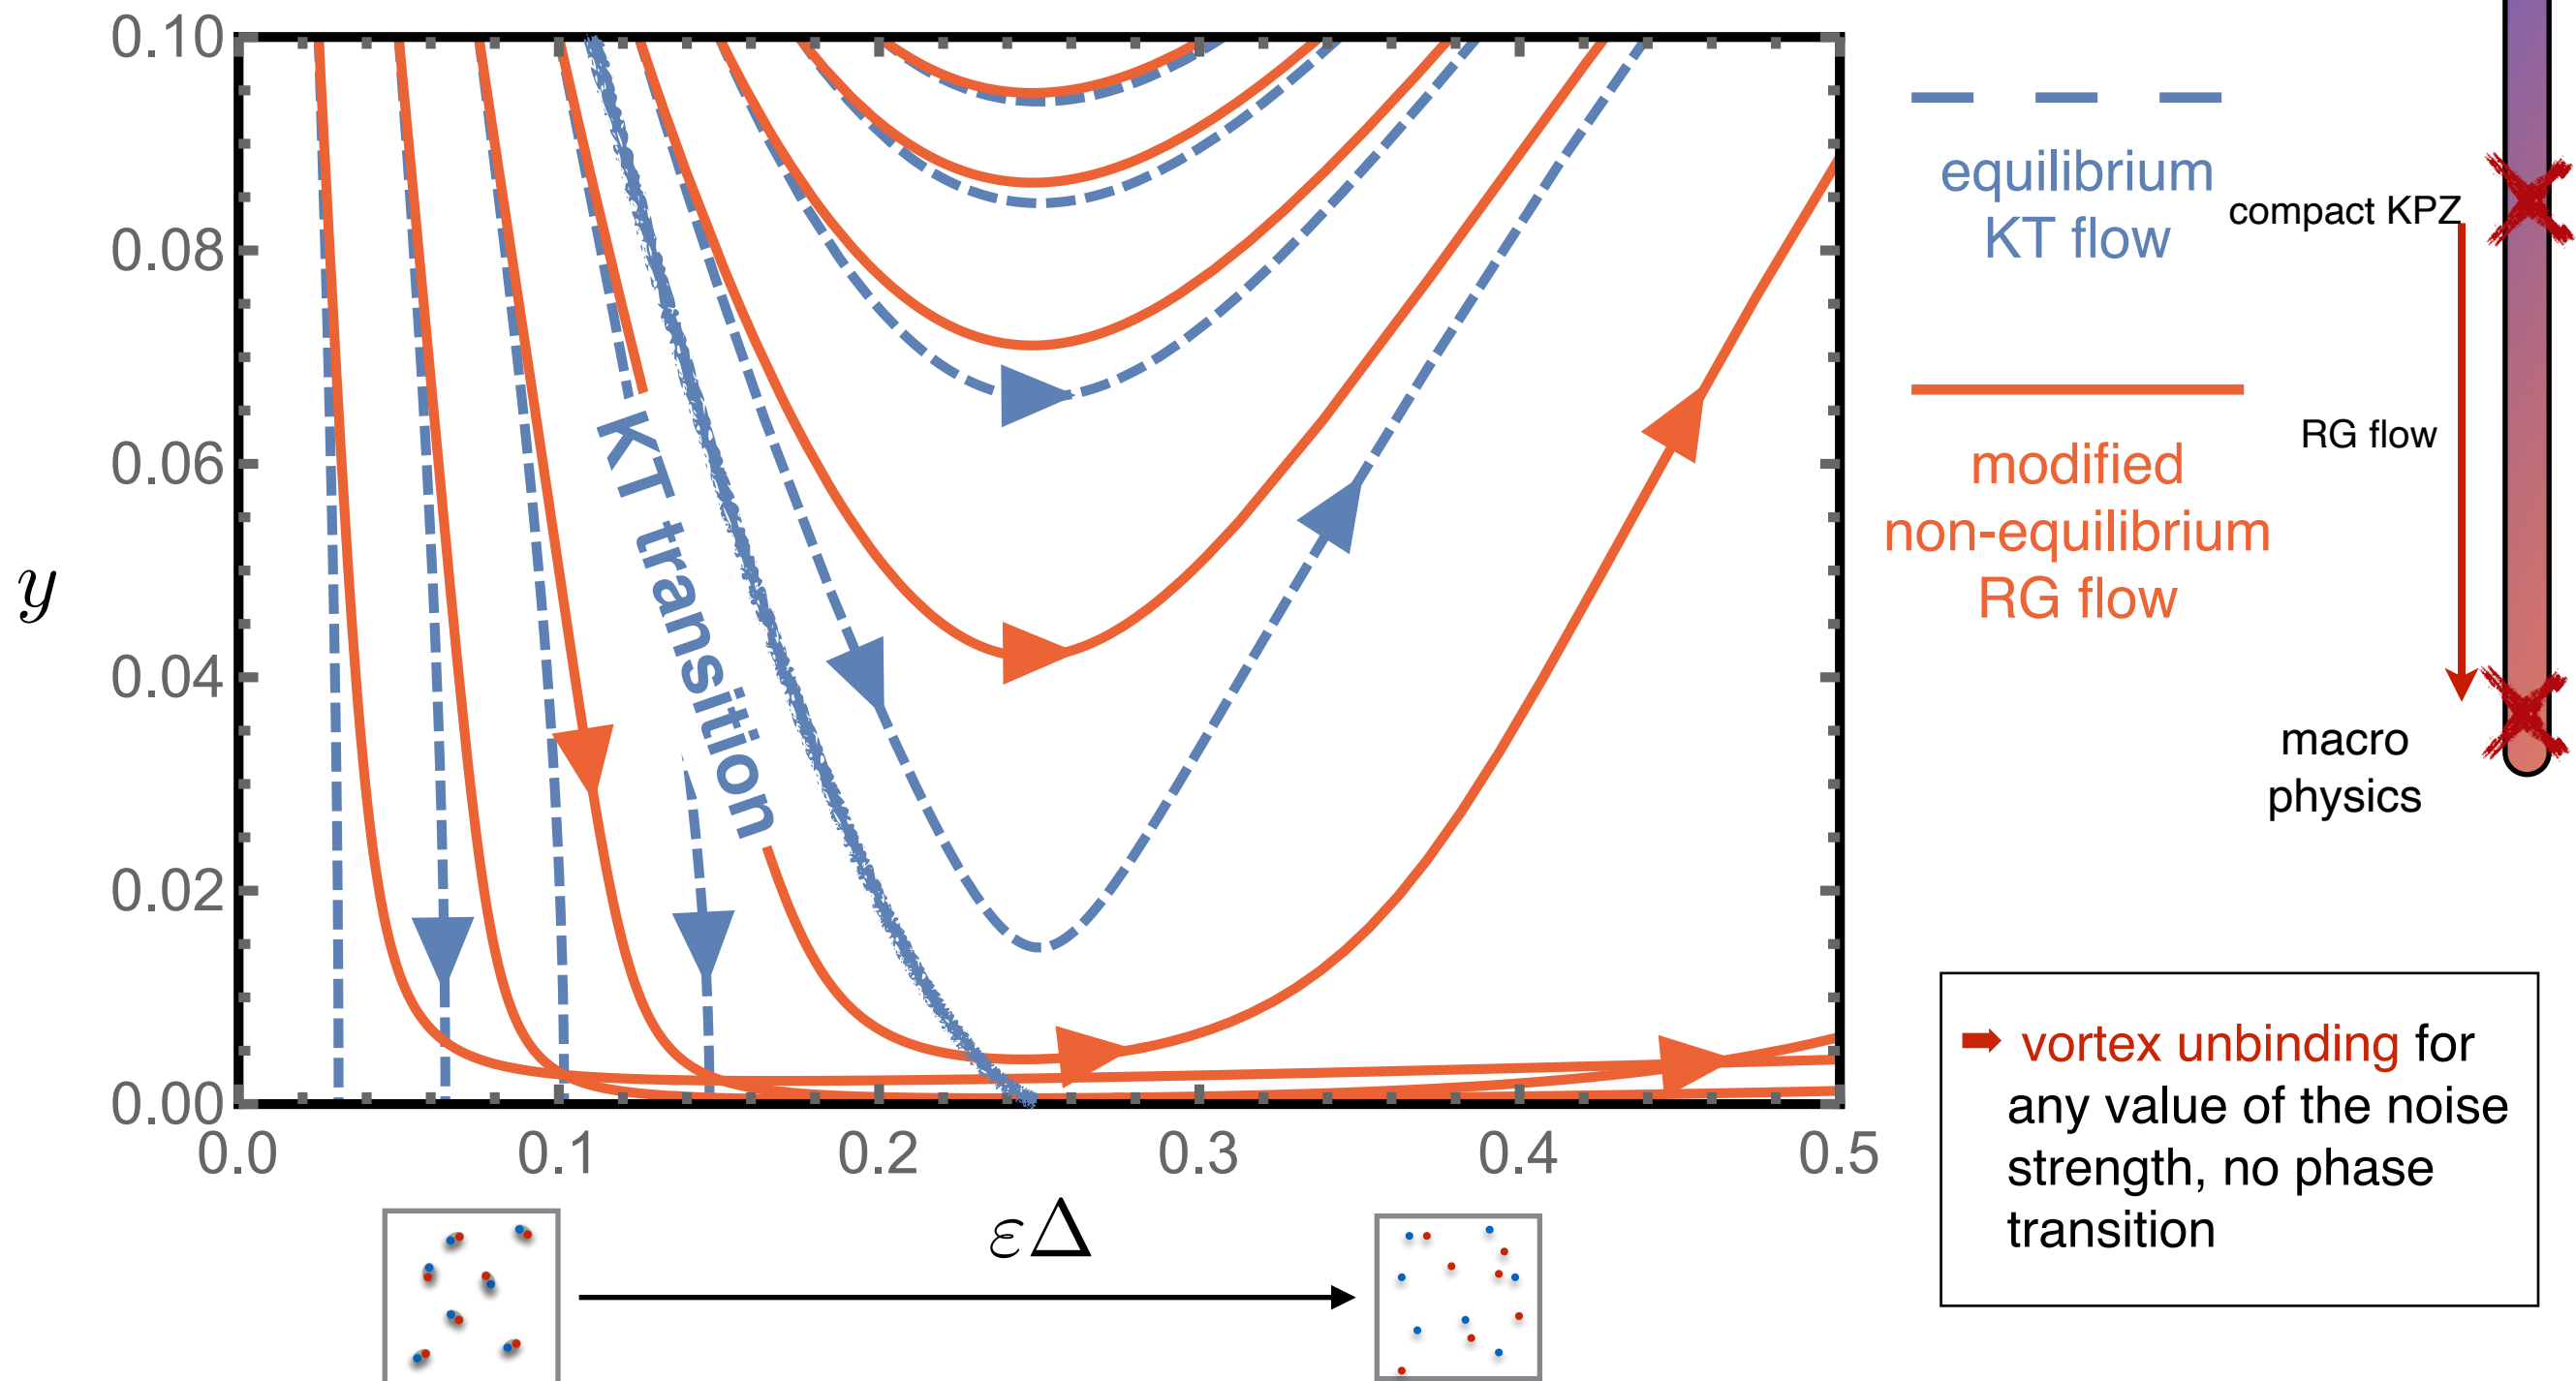 0.10
0.08
0.06
0.04
0.02
0.00
y
0.0
0.1
0.2
0.3
0.4
0.5
εΔ
KT transition
equilibrium
KT flow
modified
non-equilibrium
RG flow
compact KPZ
RG flow
macro
physics
➡ vortex unbinding for
any value of the noise
strength, no phase
transition